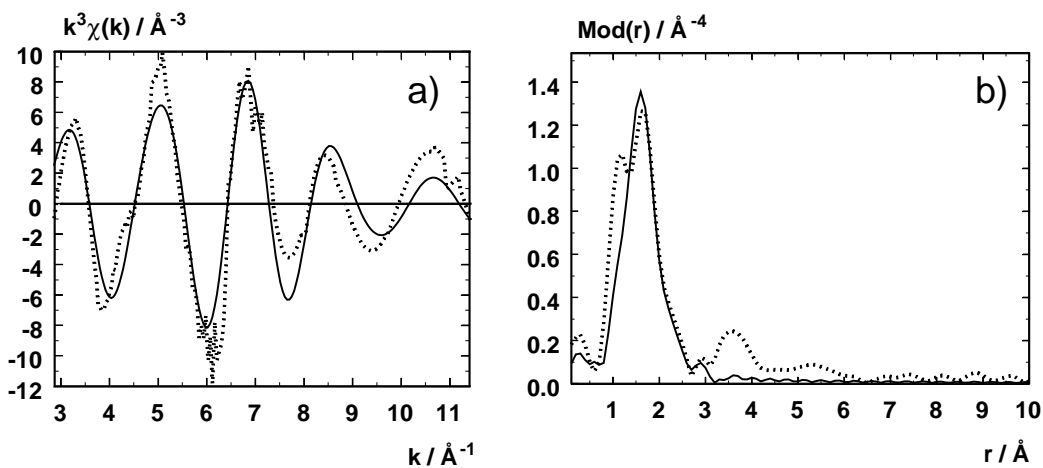 k³χ(k) / Å⁻³
a)
10
8
6
4
2
0
-2
-4
-6
-8
-10
-12
3 4 5 6 7 8 9 10 11
k / Å⁻¹
Mod(r) / Å⁻⁴
b)
1.4
1.2
1.0
0.8
0.6
0.4
0.2
0.0
1 2 3 4 5 6 7 8 9 10
r / Å